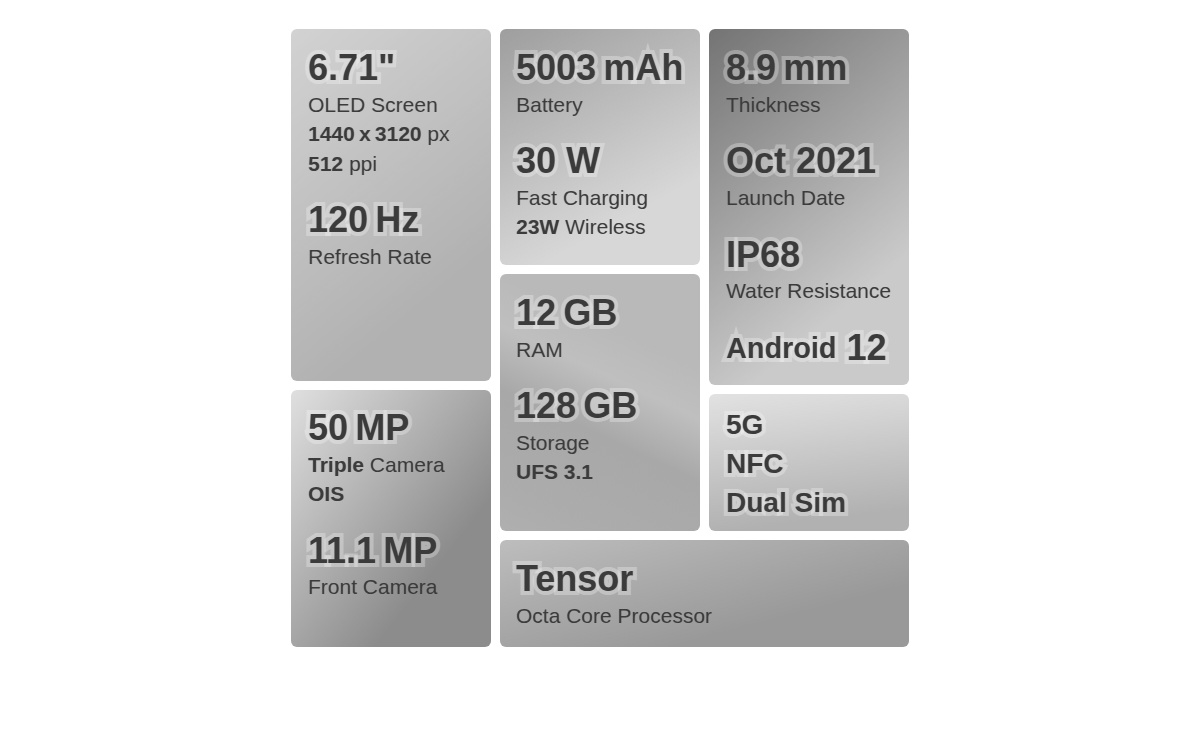 6.71"
OLED Screen
1440 x 3120 px
512 ppi
120 Hz
Refresh Rate
50 MP
Triple Camera
OIS
11.1 MP
Front Camera
5003 mAh
Battery
30 W
Fast Charging
23W Wireless
12 GB
RAM
128 GB
Storage
UFS 3.1
8.9 mm
Thickness
Oct 2021
Launch Date
IP68
Water Resistance
Android 12
5G
NFC
Dual Sim
Tensor
Octa Core Processor